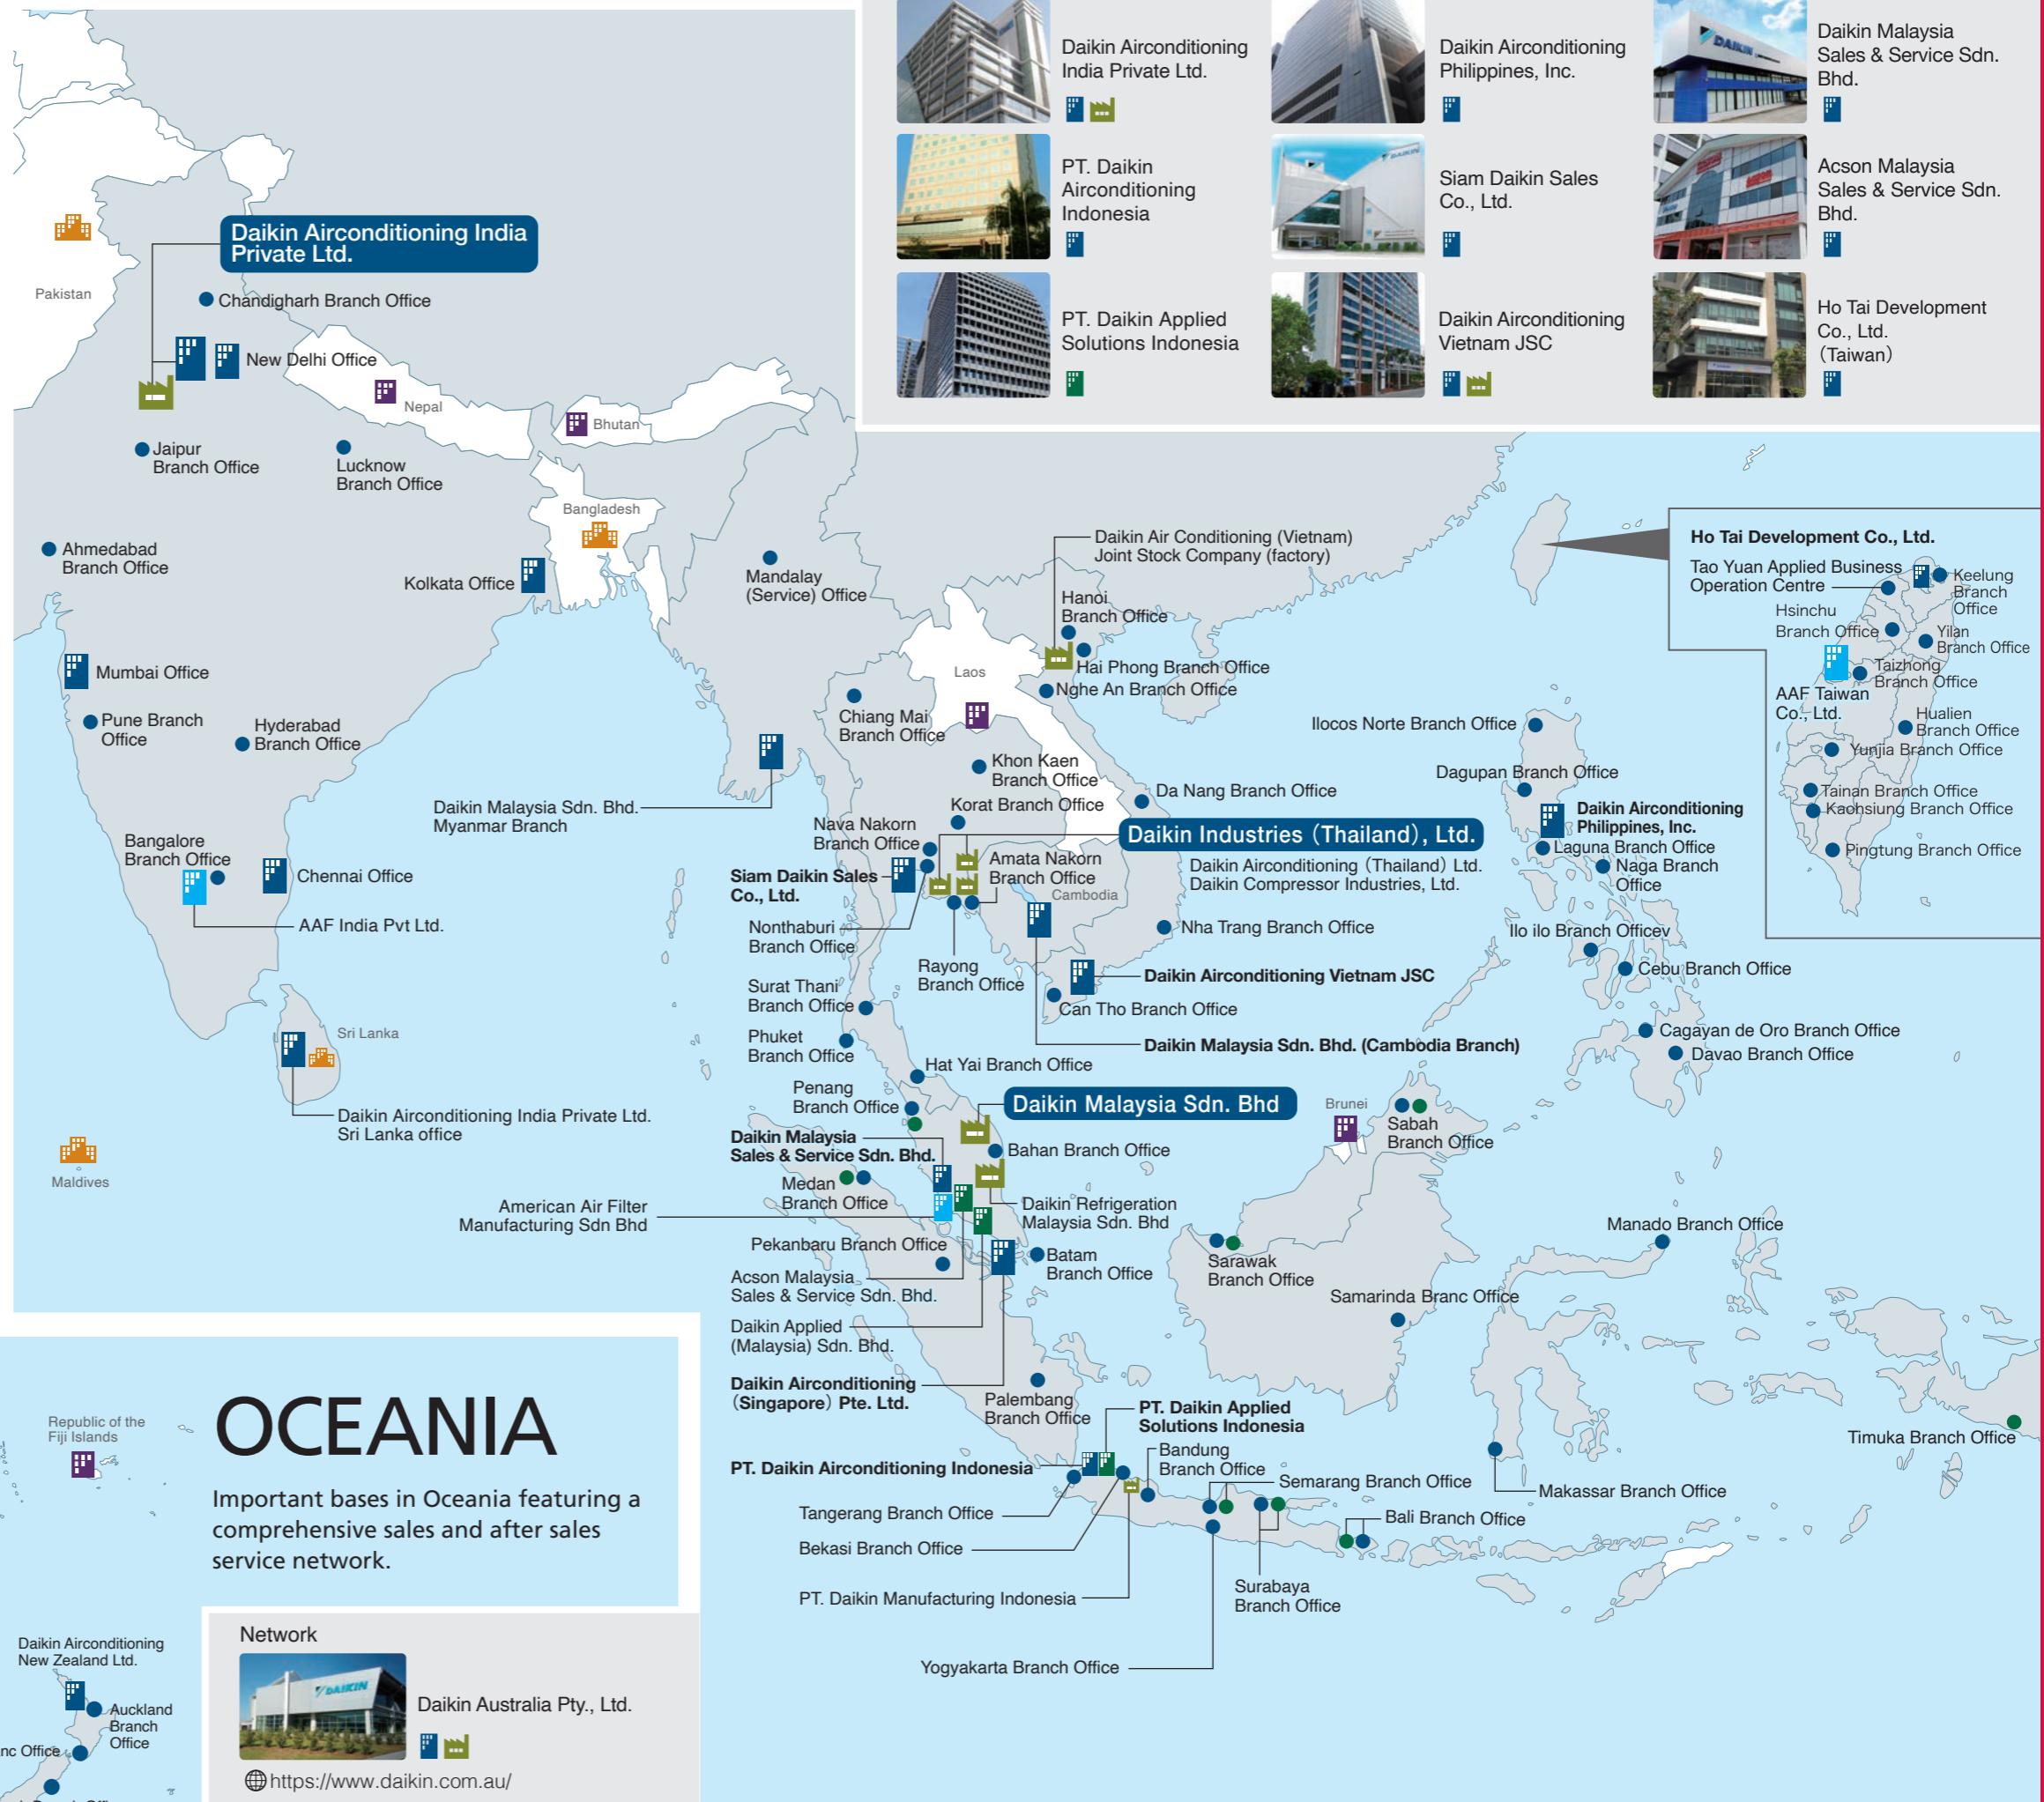 Daikin Airconditioning
India Private Ltd.
Daikin Airconditioning
Philippines, Inc.
Daikin Malaysia
Sales & Service Sdn.
Bhd.
PT. Daikin
Airconditioning
Indonesia
Siam Daikin Sales
Co., Ltd.
Acson Malaysia
Sales & Service Sdn.
Bhd.
PT. Daikin Applied
Solutions Indonesia
Daikin Airconditioning
Vietnam JSC
Ho Tai Development
Co., Ltd.
(Taiwan)
DAIKIN
DAIKIN
Daikin Airconditioning India
Private Ltd.
Pakistan
Chandigharh Branch Office
New Delhi Office
Nepal
Bhutan
Jaipur
Branch Office
Lucknow
Branch Office
Bangladesh
Ahmedabad
Branch Office
Kolkata Office
Mandalay
(Service) Office
Daikin Air Conditioning (Vietnam)
Joint Stock Company (factory)
Hanoi
Branch Office
Hai Phong Branch Office
Nghe An Branch Office
Laos
Mumbai Office
Pune Branch
Office
Hyderabad
Branch Office
Chiang Mai
Branch Office
Khon Kaen
Branch Office
Korat Branch Office
Da Nang Branch Office
Daikin Malaysia Sdn. Bhd.
Myanmar Branch
Nava Nakorn
Branch Office
Daikin Industries (Thailand), Ltd.
Daikin Airconditioning (Thailand) Ltd.
Daikin Compressor Industries, Ltd.
Amata Nakorn
Branch Office
Cambodia
Bangalore
Branch Office
Chennai Office
AAF India Pvt Ltd.
Siam Daikin Sales
Co., Ltd.
Nonthaburi
Branch Office
Rayong
Branch Office
Nha Trang Branch Office
Surat Thani
Branch Office
Daikin Airconditioning Vietnam JSC
Can Tho Branch Office
Phuket
Branch Office
Daikin Malaysia Sdn. Bhd. (Cambodia Branch)
Hat Yai Branch Office
Sri Lanka
Daikin Airconditioning India Private Ltd.
Sri Lanka office
Maldives
Ho Tai Development Co., Ltd.
Tao Yuan Applied Business
Operation Centre
Keelung
Branch
Office
Hsinchu
Branch Office
Yilan
Branch Office
Taizhong
Branch Office
AAF Taiwan
Co., Ltd.
Hualien
Branch Office
Yunjia Branch Office
Tainan Branch Office
Kaohsiung Branch Office
Pingtung Branch Office
Ilocos Norte Branch Office
Dagupan Branch Office
Daikin Airconditioning
Philippines, Inc.
Laguna Branch Office
Naga Branch
Office
Ilo ilo Branch Officev
Cebu Branch Office
Cagayan de Oro Branch Office
Davao Branch Office
Penang
Branch Office
Daikin Malaysia Sdn. Bhd
Brunei
Sabah
Branch Office
Daikin Malaysia
Sales & Service Sdn. Bhd.
Bahan Branch Office
Medan
Branch Office
American Air Filter
Manufacturing Sdn Bhd
Daikin Refrigeration
Malaysia Sdn. Bhd
Pekanbaru Branch Office
Batam
Branch Office
Acson Malaysia
Sales & Service Sdn. Bhd.
Daikin Applied
(Malaysia) Sdn. Bhd.
Daikin Airconditioning
(Singapore) Pte. Ltd.
Sarawak
Branch Office
Manado Branch Office
Samarinda Branc Office
Palembang
Branch Office
PT. Daikin Applied
Solutions Indonesia
Bandung
Branch Office
PT. Daikin Airconditioning Indonesia
Semarang Branch Office
Timuka Branch Office
Makassar Branch Office
Tangerang Branch Office
Bali Branch Office
Bekasi Branch Office
PT. Daikin Manufacturing Indonesia
Surabaya
Branch Office
Yogyakarta Branch Office
Republic of the
Fiji Islands
OCEANIA
Important bases in Oceania featuring a
comprehensive sales and after sales
service network.
Daikin Airconditioning
New Zealand Ltd.
Auckland
Branch
Office
nc Office
Network
DAIKIN
Daikin Australia Pty., Ltd.
https://www.daikin.com.au/